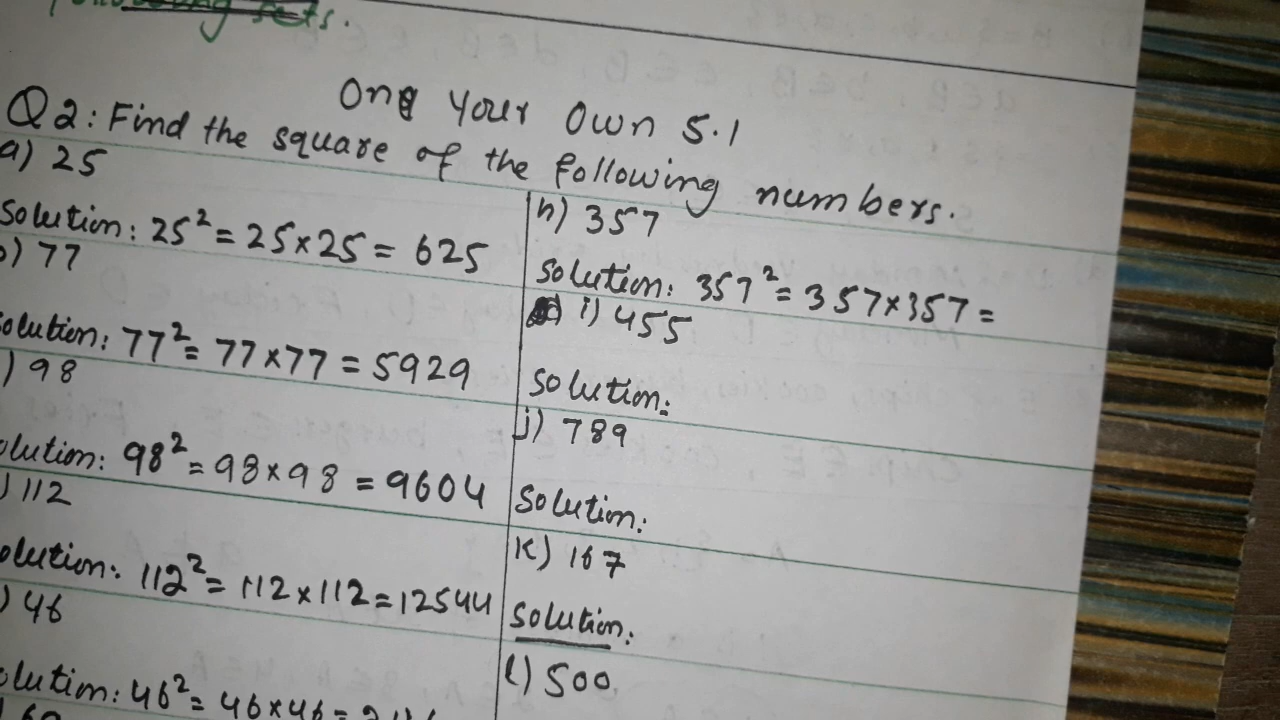 following sets.
One your own 5.1
Q2: Find the square of the following numbers.
a) 25
Solution: 25² = 25×25 = 625
) 77
olution: 77² = 77×77 = 5929
) 98
olution: 98² = 98×98 = 9604
) 112
olution: 112² = 112×112 = 12544
) 46
olution: 46² = 46×46 =
h) 357
Solution: 357² = 357×357 =
i) 455
Solution:
j) 789
Solution:
K) 167
Solution:
l) 500